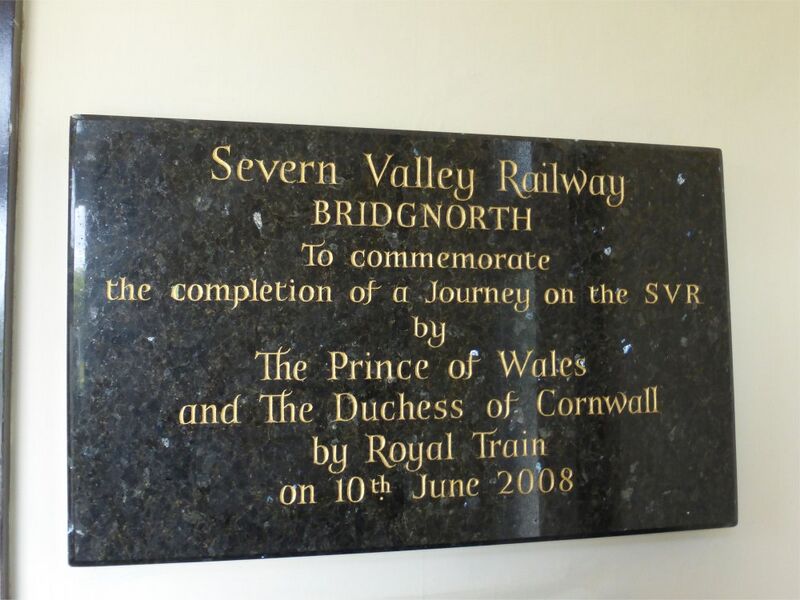 Severn Valley Railway
BRIDGNORTH
To commemorate
the completion of a Journey on the SVR
by
The Prince of Wales
and The Duchess of Cornwall
by Royal Train
on 10th June 2008